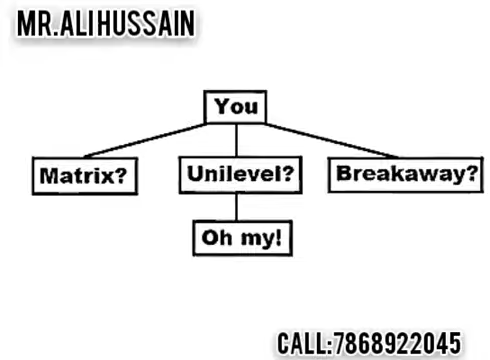 MR.ALI HUSSAIN
You
Matrix?
Unilevel?
Breakaway?
Oh my!
CALL:7868922045